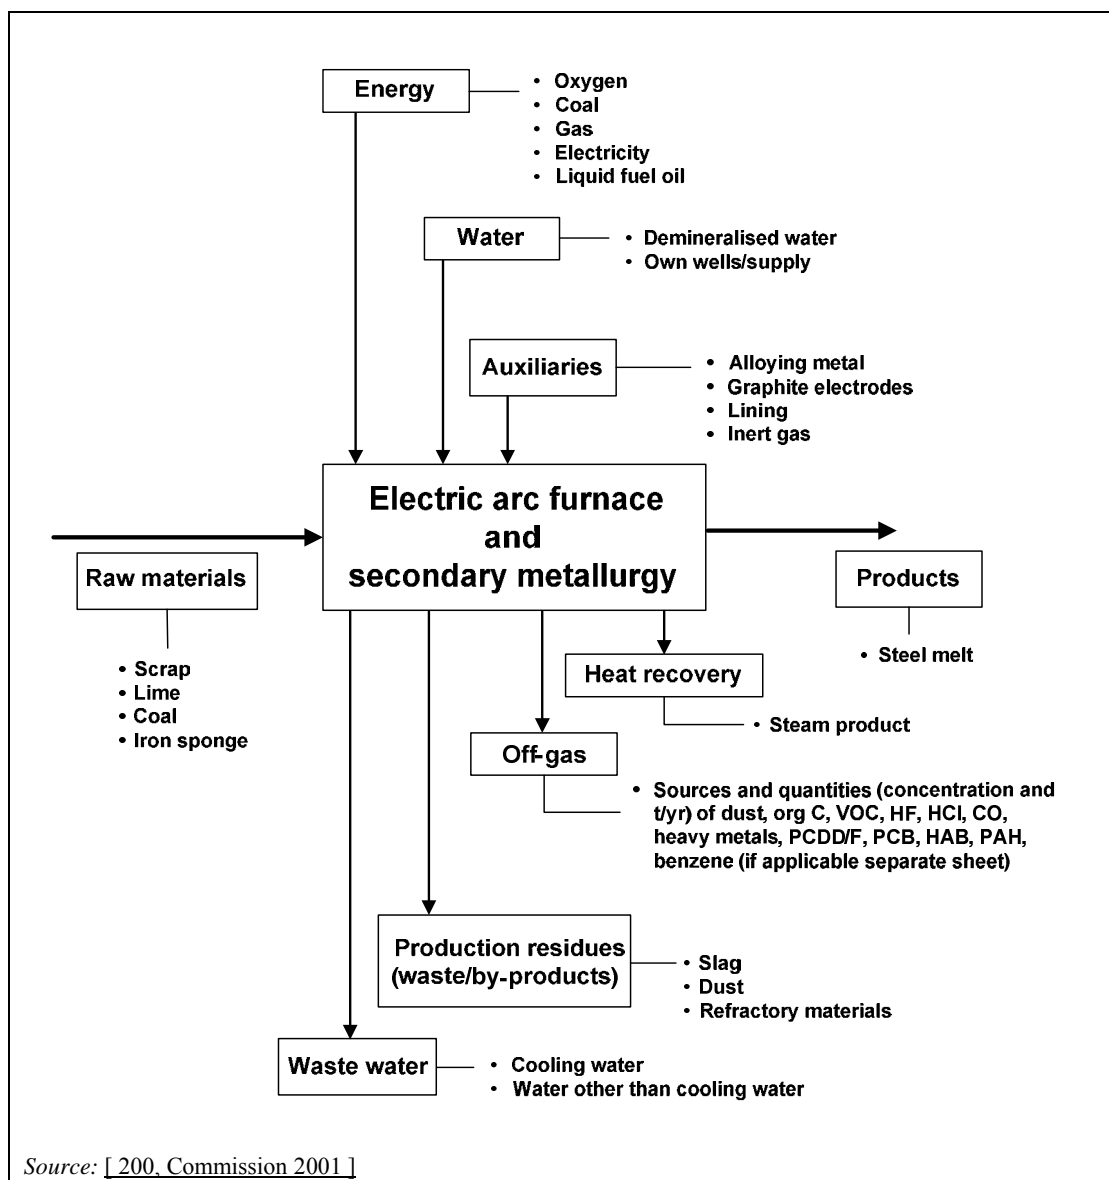 Energy
• Oxygen
• Coal
• Gas
• Electricity
• Liquid fuel oil
Water
• Demineralised water
• Own wells/supply
Auxiliaries
• Alloying metal
• Graphite electrodes
• Lining
• Inert gas
Electric arc furnace
and
secondary metallurgy
Raw materials
• Scrap
• Lime
• Coal
• Iron sponge
Products
• Steel melt
Heat recovery
• Steam product
Off-gas
• Sources and quantities (concentration and
t/yr) of dust, org C, VOC, HF, HCl, CO,
heavy metals, PCDD/F, PCB, HAB, PAH,
benzene (if applicable separate sheet)
Production residues
(waste/by-products)
• Slag
• Dust
• Refractory materials
Waste water
• Cooling water
• Water other than cooling water
Source: [ 200, Commission 2001 ]